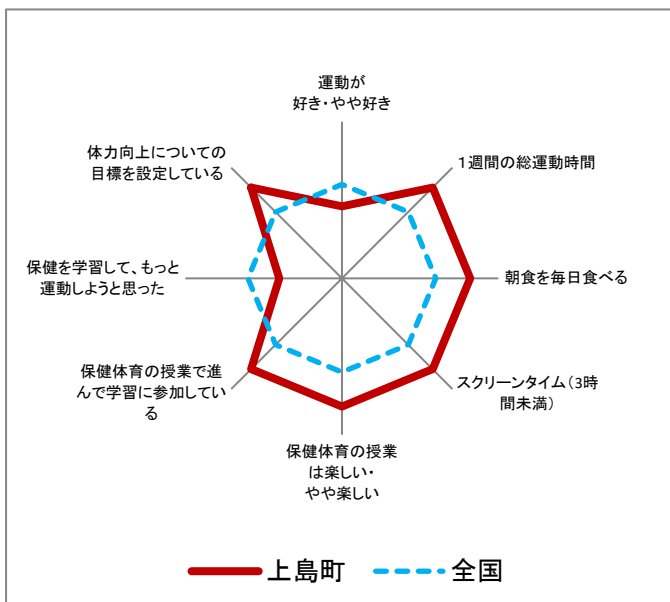 運動が
好き・やや好き
１週間の総運動時間
朝食を毎日食べる
スクリーンタイム（3時
間未満）
保健体育の授業
は楽しい・
やや楽しい
保健体育の授業で進
んで学習に参加してい
る
保健を学習して、もっと
運動しようと思った
体力向上についての
目標を設定している
上島町
全国